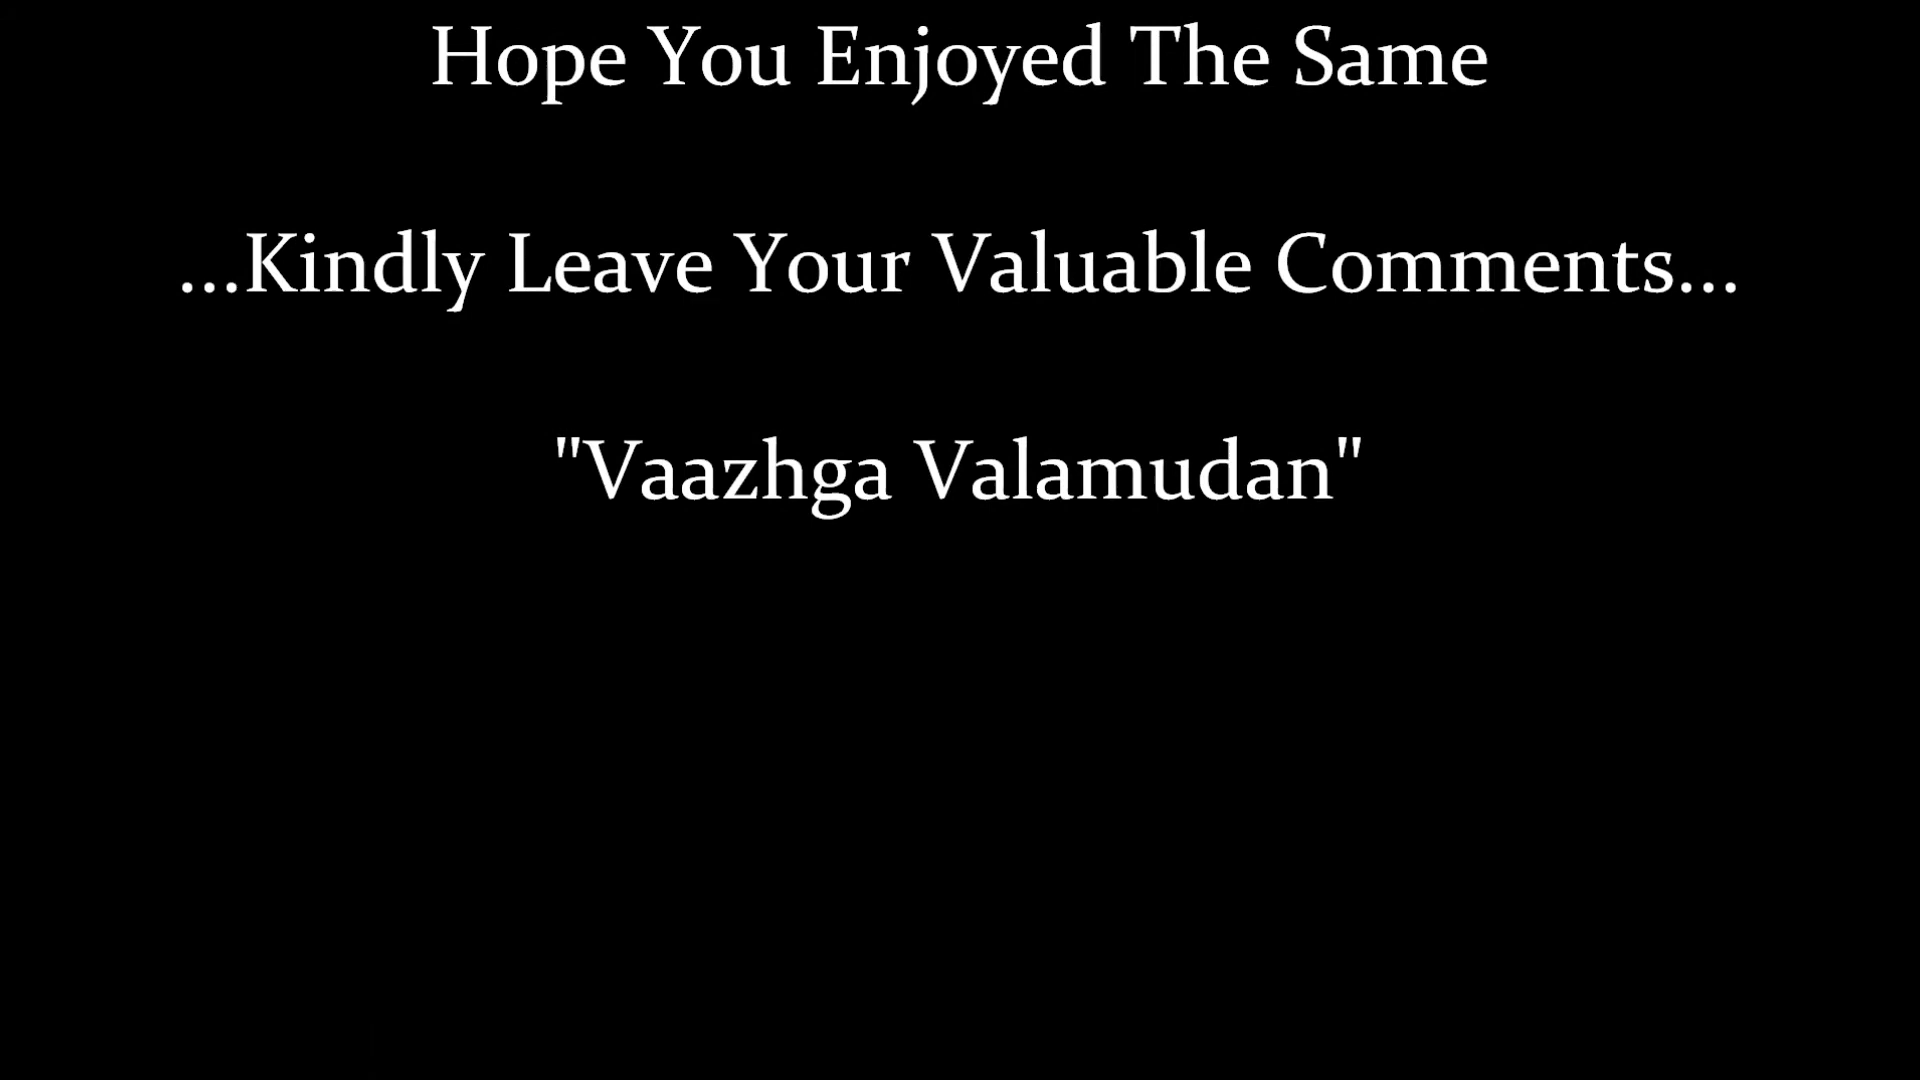 Hope You Enjoyed The Same
...Kindly Leave Your Valuable Comments...
"Vaazhga Valamudan"